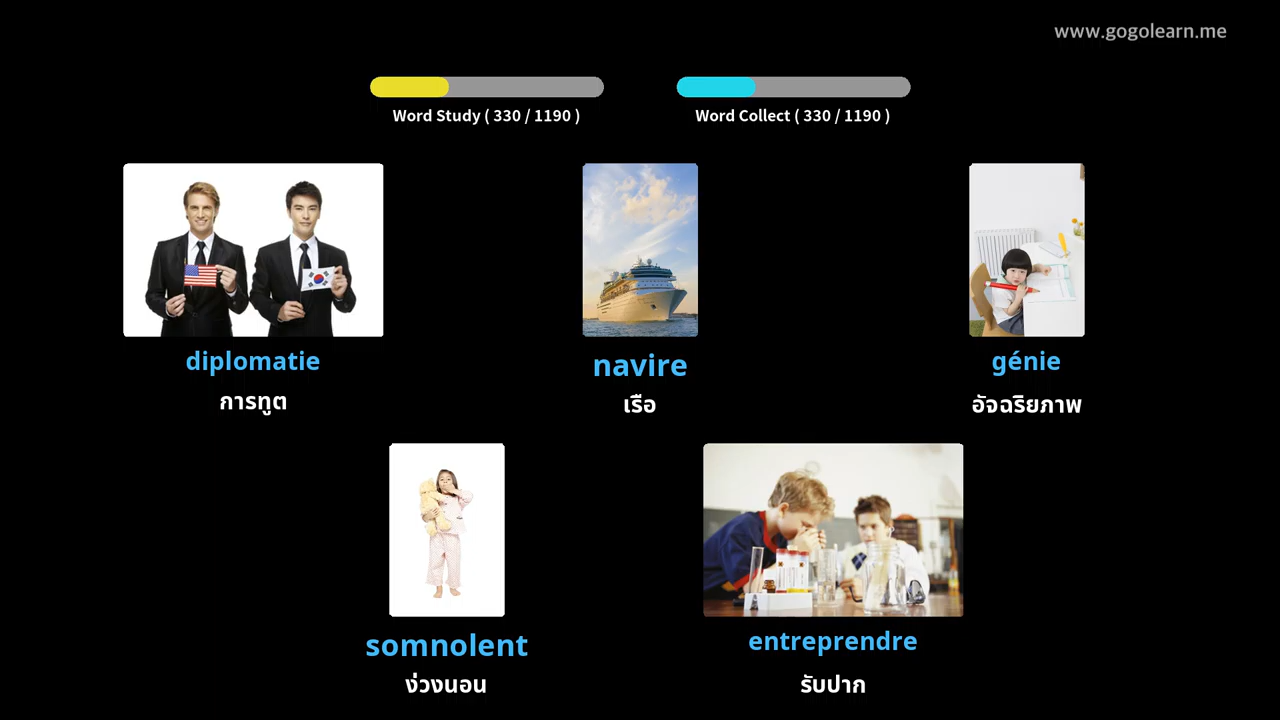 www.gogolearn.me
Word Study ( 330 / 1190 )
Word Collect ( 330 / 1190 )
diplomatie
การทูต
navire
เรือ
génie
อัจฉริยภาพ
somnolent
ง่วงนอน
entreprendre
รับปาก